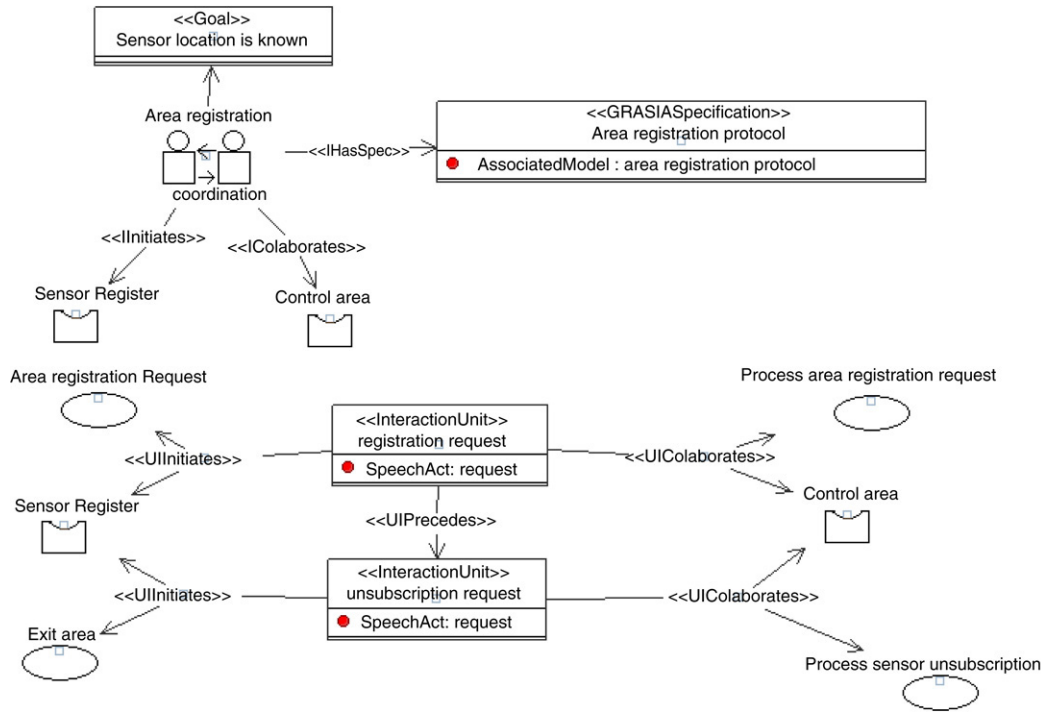 <<Goal>>
Sensor location is known
Area registration
coordination
<<IHasSpec>>
<<GRASIASpecification>>
Area registration protocol
AssociatedModel : area registration protocol
<<IInitiates>>
<<IColaborates>>
Sensor Register
Control area
Area registration Request
Process area registration request
<<InteractionUnit>>
registration request
SpeechAct: request
<<UIInitiates>>
<<UIColaborates>>
Sensor Register
Control area
<<UIPrecedes>>
<<InteractionUnit>>
unsubscription request
SpeechAct: request
<<UIInitiates>>
<<UIColaborates>>
Exit area
Process sensor unsubscription